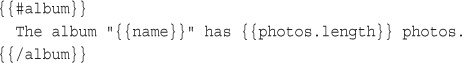 {{#album}}
  The album "{{name}}" has {{photos.length}} photos.
{{/album}}